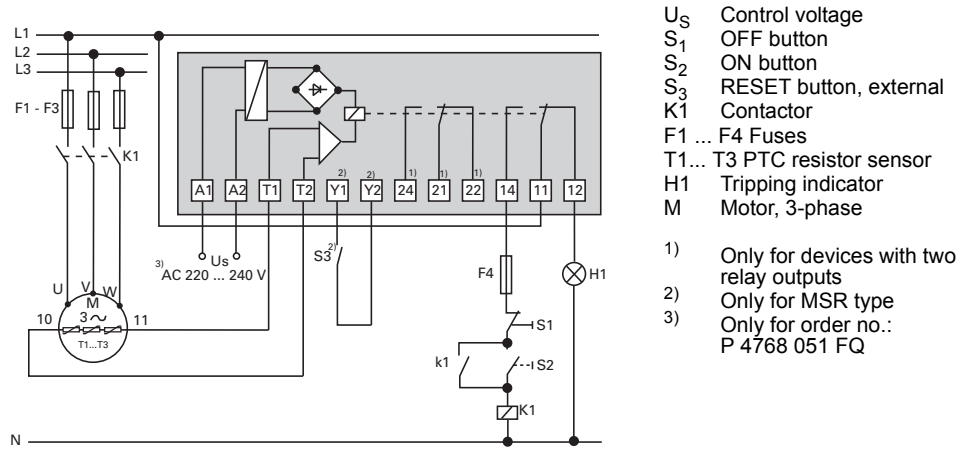 L1
L2
L3
F1 - F3
K1
A1 A2 T1 T2 Y1 Y2 24 21 22 14 11 12
2) 2) 1) 1) 1)
Us
3) AC 220 ... 240 V
S3 2)
F4
H1
S1
k1
S2
K1
U V W
M
3 ~
10 11
T1...T3
N
US Control voltage
S1 OFF button
S2 ON button
S3 RESET button, external
K1 Contactor
F1 ... F4 Fuses
T1... T3 PTC resistor sensor
H1 Tripping indicator
M Motor, 3-phase
1) Only for devices with two
relay outputs
2) Only for MSR type
3) Only for order no.:
P 4768 051 FQ